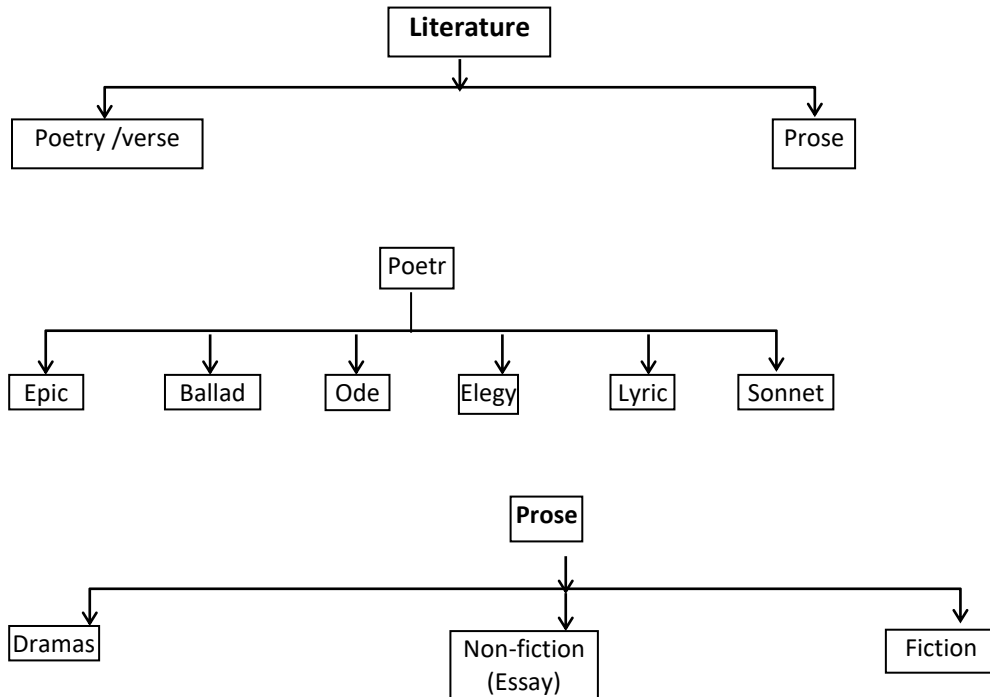 Literature
Poetry /verse
Prose
Poetr
Epic
Ballad
Ode
Elegy
Lyric
Sonnet
Prose
Dramas
Non-fiction
(Essay)
Fiction